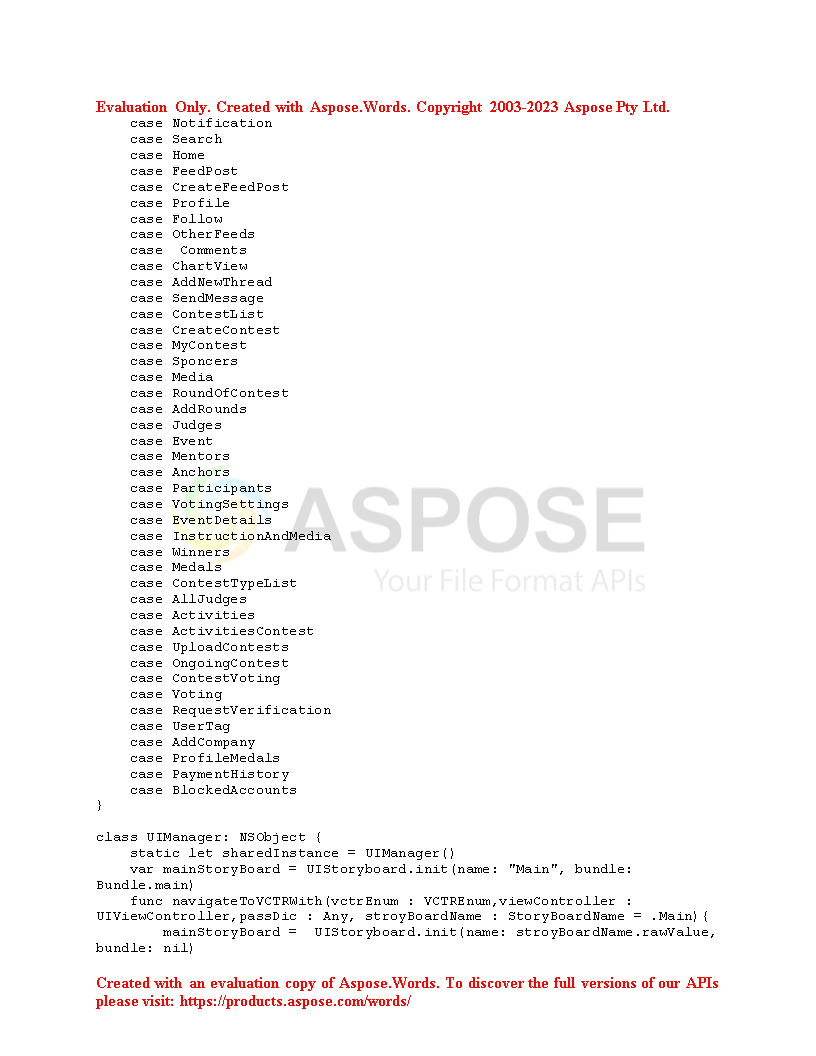 Evaluation Only. Created with Aspose.Words. Copyright 2003-2023 Aspose Pty Ltd.
    case Notification
    case Search
    case Home
    case FeedPost
    case CreateFeedPost
    case Profile
    case Follow
    case OtherFeeds
    case  Comments
    case ChartView
    case AddNewThread
    case SendMessage
    case ContestList
    case CreateContest
    case MyContest
    case Sponcers
    case Media
    case RoundOfContest
    case AddRounds
    case Judges
    case Event
    case Mentors
    case Anchors
    case Participants
    case VotingSettings
    case EventDetails
    case InstructionAndMedia
    case Winners
    case Medals
    case ContestTypeList
    case AllJudges
    case Activities
    case ActivitiesContest
    case UploadContests
    case OngoingContest
    case ContestVoting
    case Voting
    case RequestVerification
    case UserTag
    case AddCompany
    case ProfileMedals
    case PaymentHistory
    case BlockedAccounts
}
class UIManager: NSObject {
    static let sharedInstance = UIManager()
    var mainStoryBoard = UIStoryboard.init(name: "Main", bundle:
Bundle.main)
    func navigateToVCTRWith(vctrEnum : VCTREnum,viewController :
UIViewController,passDic : Any, stroyBoardName : StoryBoardName = .Main){
        mainStoryBoard =  UIStoryboard.init(name: stroyBoardName.rawValue,
bundle: nil)
Created with an evaluation copy of Aspose.Words. To discover the full versions of our APIs
please visit: https://products.aspose.com/words/
ASPOSE
Your File Format APIs